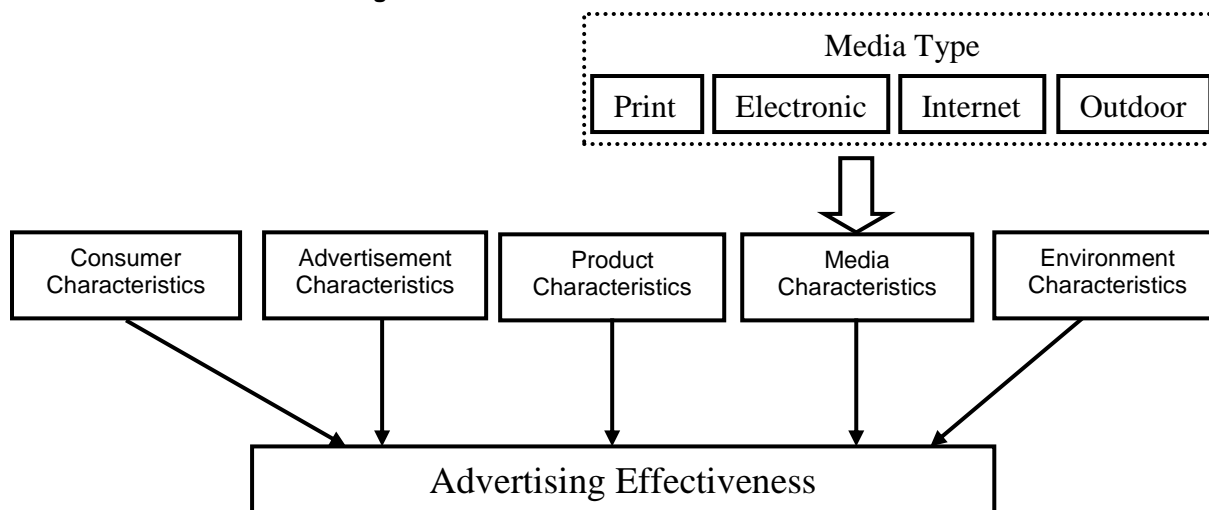 Media Type
Print Electronic Internet Outdoor
Consumer Characteristics
Advertisement Characteristics
Product Characteristics
Media Characteristics
Environment Characteristics
Advertising Effectiveness